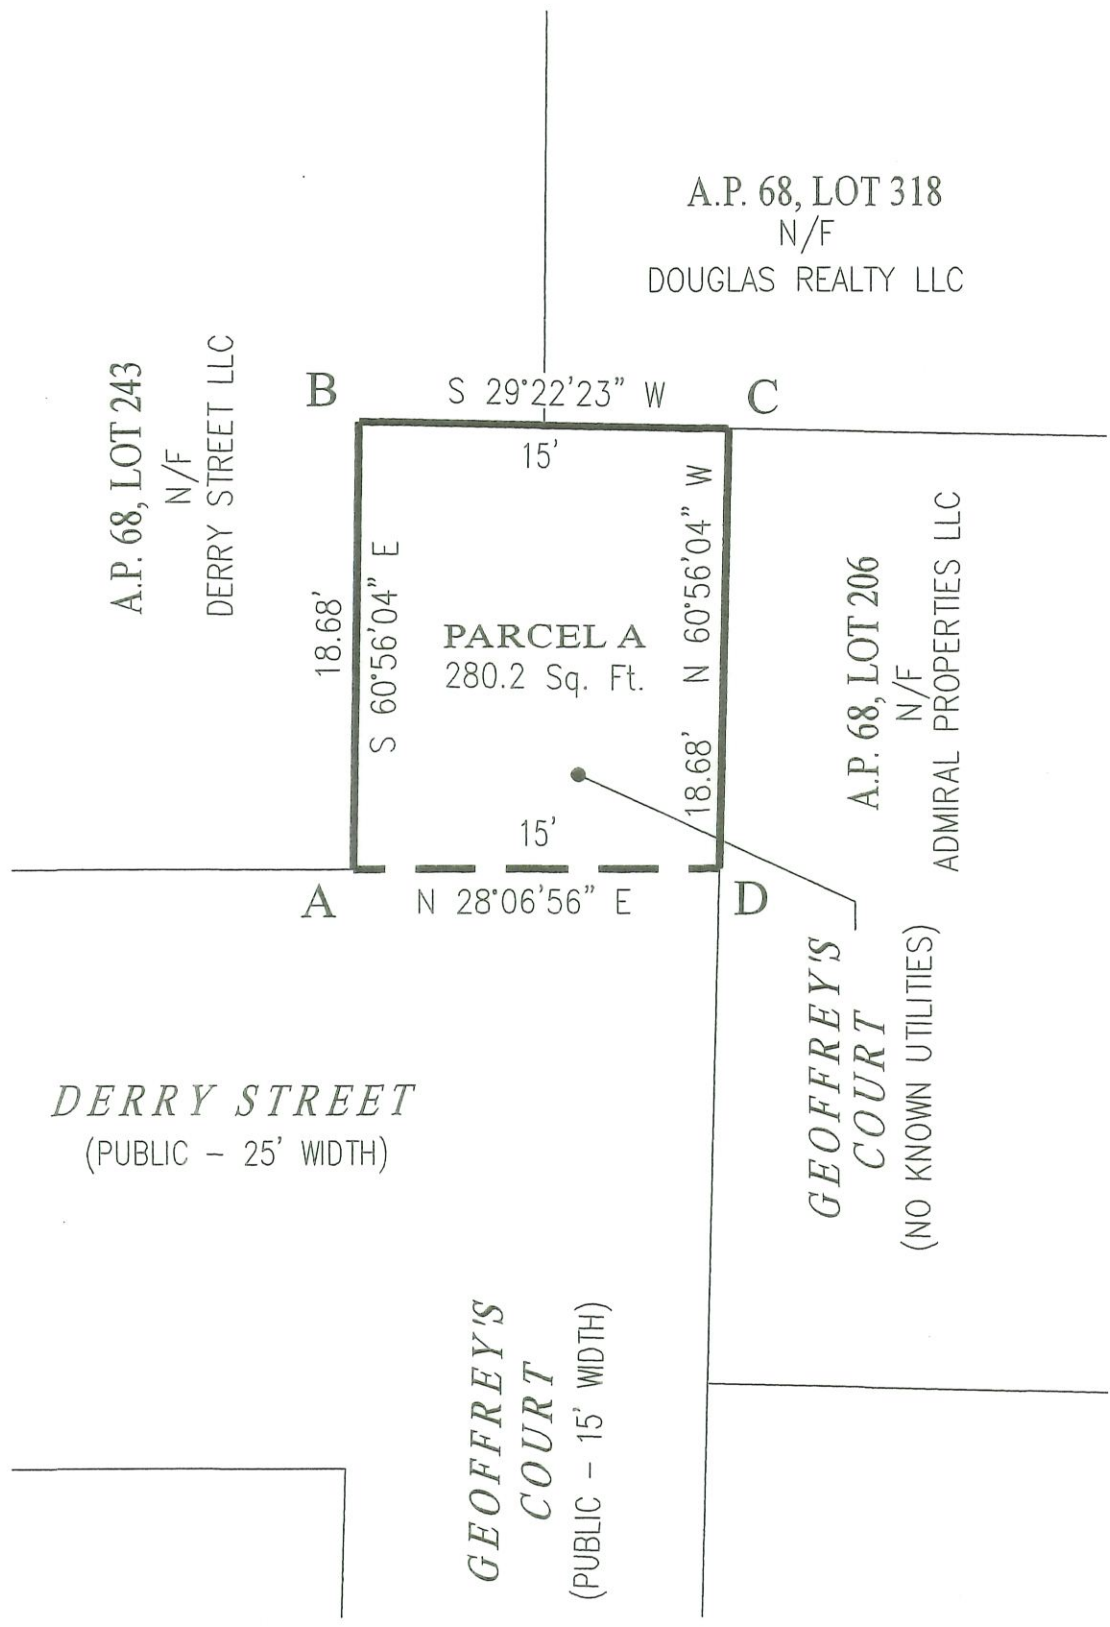 A.P. 68, LOT 318
N/F
DOUGLAS REALTY LLC
A.P. 68, LOT 243
N/F
DERRY STREET LLC
B
S 29°22'23" W
C
15'
18.68'
S 60°56'04" E
PARCEL A
280.2 Sq. Ft.
N 60°56'04" W
18.68'
A.P. 68, LOT 206
N/F
ADMIRAL PROPERTIES LLC
15'
A
N 28°06'56" E
D
GEOFFREY'S
COURT
(NO KNOWN UTILITIES)
DERRY STREET
(PUBLIC – 25' WIDTH)
GEOFFREY'S
COURT
(PUBLIC – 15' WIDTH)